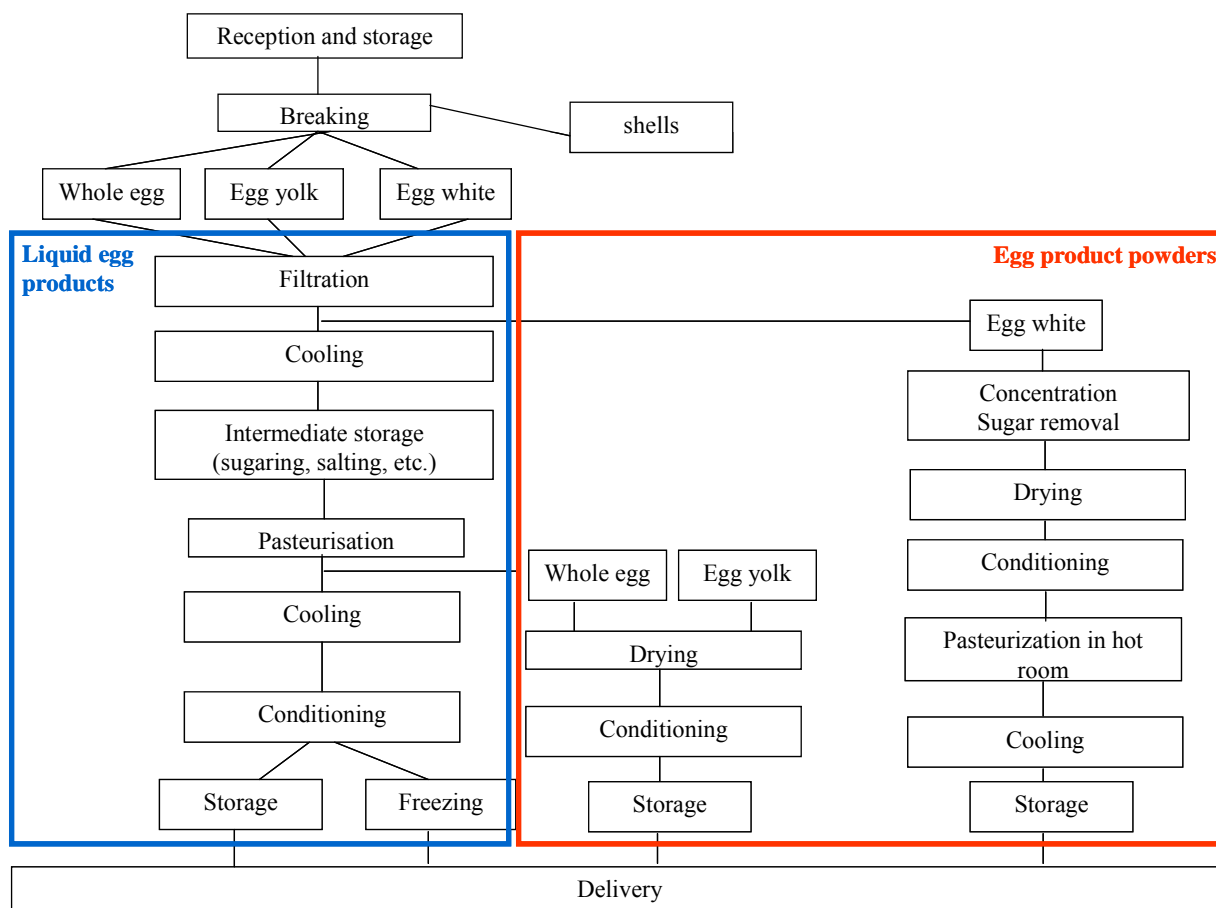 Reception and storage
Breaking
shells
Whole egg
Egg yolk
Egg white
Liquid egg
products
Egg product powders
Filtration
Egg white
Cooling
Concentration
Sugar removal
Intermediate storage
(sugaring, salting, etc.)
Drying
Pasteurisation
Conditioning
Whole egg
Egg yolk
Cooling
Drying
Pasteurization in hot
room
Conditioning
Conditioning
Cooling
Storage
Freezing
Storage
Storage
Delivery